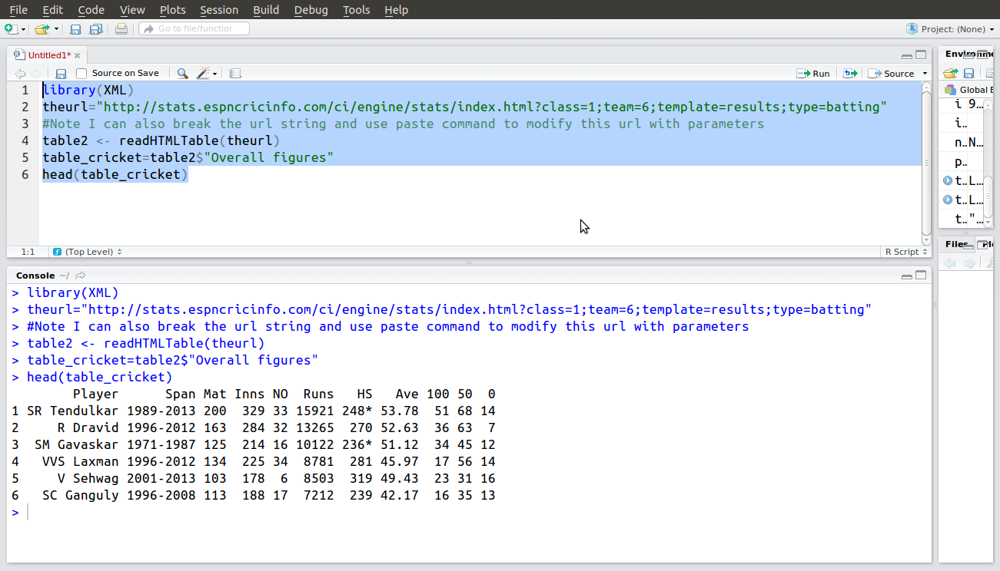 File Edit Code View Plots Session Build Debug Tools Help
Go to file/function
Project: (None)
Untitled1*
Source on Save
Run
Source
1 library(XML)
2 theurl="http://stats.espncricinfo.com/ci/engine/stats/index.html?class=1;team=6;template=results;type=batting"
3 #Note I can also break the url string and use paste command to modify this url with parameters
4 table2 <- readHTMLTable(theurl)
5 table_cricket=table2$"Overall figures"
6 head(table_cricket)
1:1 (Top Level) R Script
Console ~/
> library(XML)
> theurl="http://stats.espncricinfo.com/ci/engine/stats/index.html?class=1;team=6;template=results;type=batting"
> #Note I can also break the url string and use paste command to modify this url with parameters
> table2 <- readHTMLTable(theurl)
> table_cricket=table2$"Overall figures"
> head(table_cricket)
Player Span Mat Inns NO Runs HS Ave 100 50 0
1 SR Tendulkar 1989-2013 200 329 33 15921 248* 53.78 51 68 14
2 R Dravid 1996-2012 163 284 32 13265 270 52.63 36 63 7
3 SM Gavaskar 1971-1987 125 214 16 10122 236* 51.12 34 45 12
4 VVS Laxman 1996-2012 134 225 34 8781 281 45.97 17 56 14
5 V Sehwag 2001-2013 103 178 6 8503 319 49.43 23 31 16
6 SC Ganguly 1996-2008 113 188 17 7212 239 42.17 16 35 13
>
Global E
i 9...
i..
n..N...
p..
t..L...
t..L...
t.."...
Files